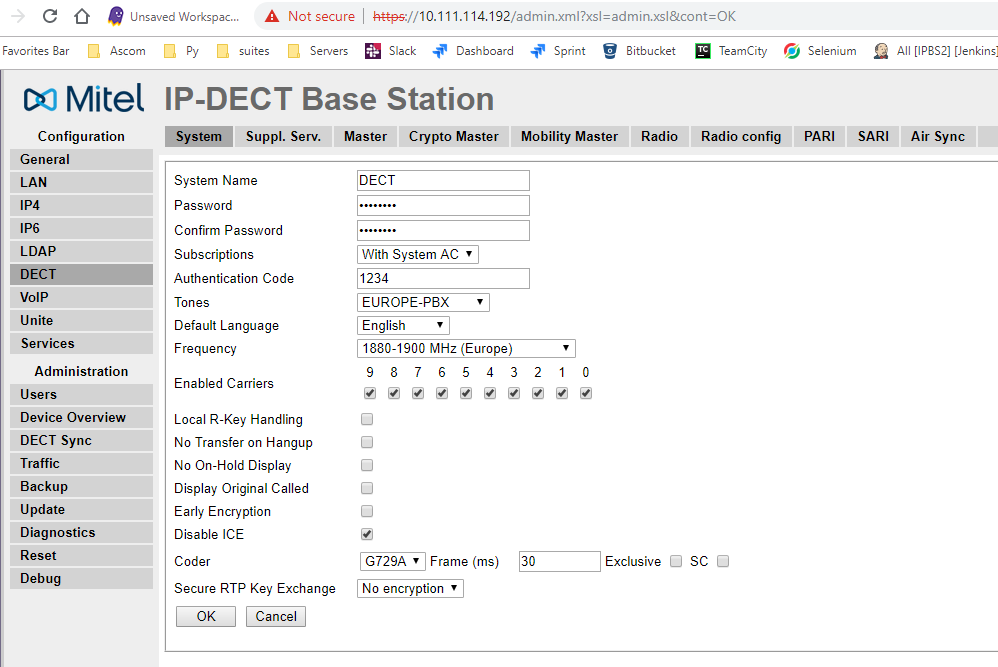 Unsaved Workspac...
Not secure | https://10.111.114.192/admin.xml?xsl=admin.xsl&cont=OK
Favorites Bar Ascom Py suites Servers Slack Dashboard Sprint Bitbucket TC TeamCity Selenium All [IPBS2] [Jenkins]
Mitel IP-DECT Base Station
Configuration
General
LAN
IP4
IP6
LDAP
DECT
VoIP
Unite
Services
Administration
Users
Device Overview
DECT Sync
Traffic
Backup
Update
Diagnostics
Reset
Debug
System Suppl. Serv. Master Crypto Master Mobility Master Radio Radio config PARI SARI Air Sync
System Name DECT
Password ••••••••
Confirm Password ••••••••
Subscriptions With System AC
Authentication Code 1234
Tones EUROPE-PBX
Default Language English
Frequency 1880-1900 MHz (Europe)
9 8 7 6 5 4 3 2 1 0
Enabled Carriers
Local R-Key Handling
No Transfer on Hangup
No On-Hold Display
Display Original Called
Early Encryption
Disable ICE
Coder G729A Frame (ms) 30 Exclusive SC
Secure RTP Key Exchange No encryption
OK Cancel